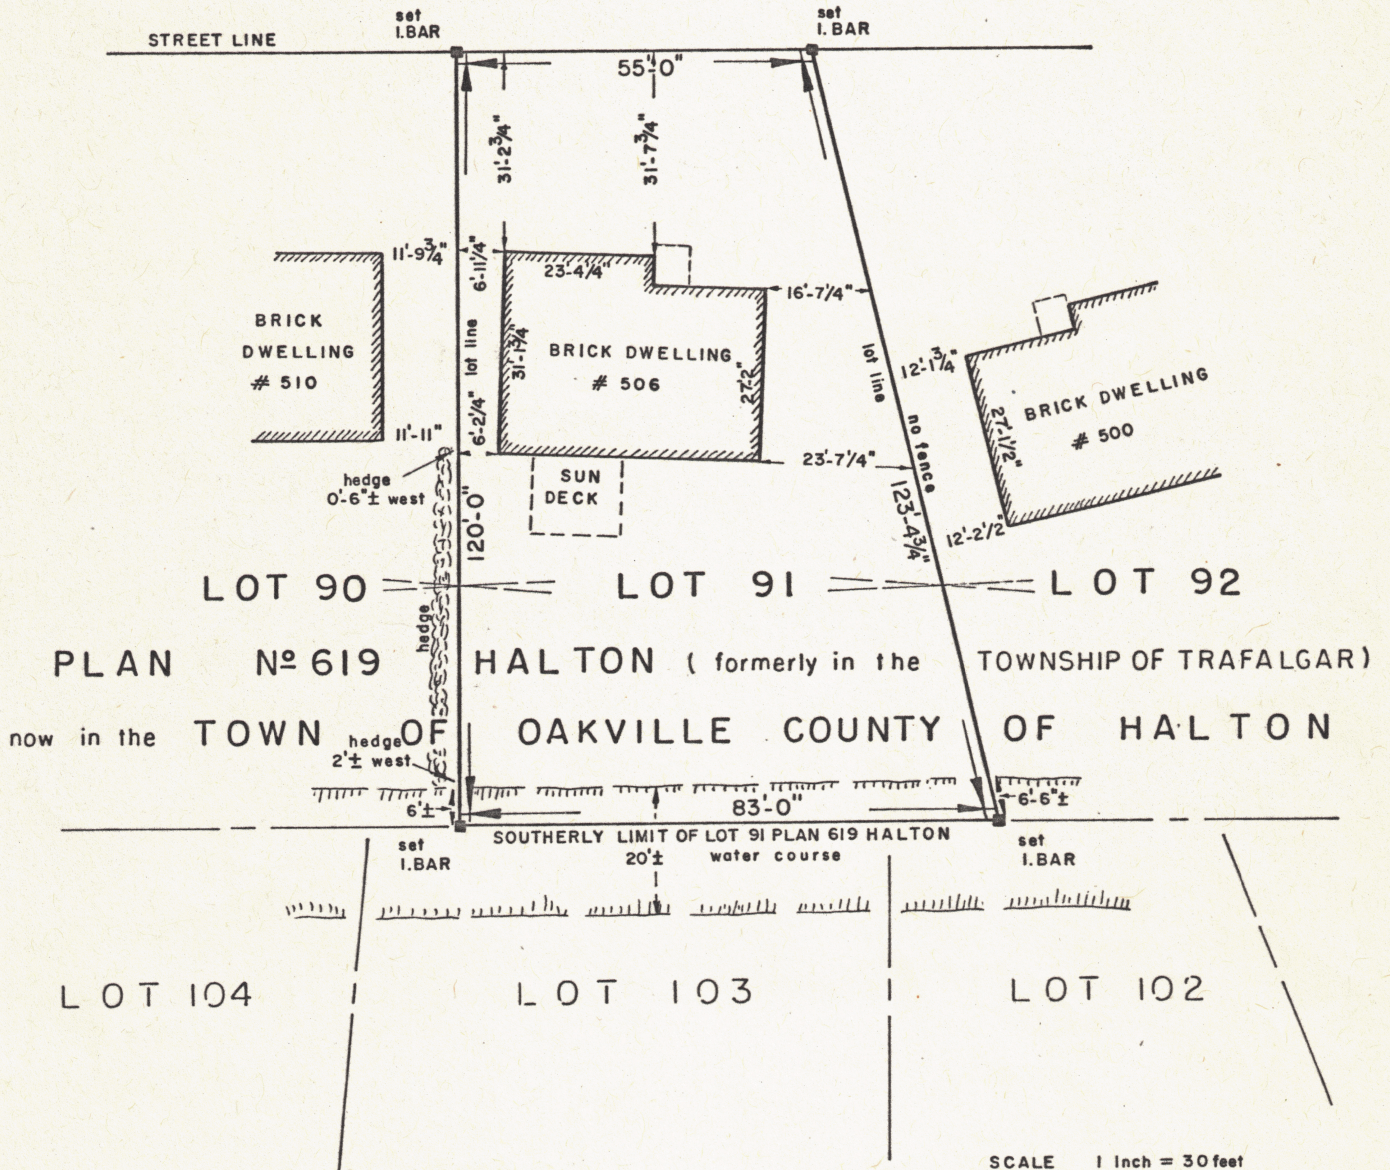 set
I.BAR
set
I.BAR
STREET LINE
55'-0"
31'-2¾"
31'-7¾"
11'-9¾"
6'-11¼"
23'-4¼"
16'-7¼"
BRICK
DWELLING
# 510
lot line
31'-1¾"
BRICK DWELLING
# 506
27'-2"
lot line
12'-1¾"
BRICK DWELLING
# 500
27'-1½"
11'-11"
6'-2¼"
no fence
23'-7¼"
hedge
0'-6"± west
SUN
DECK
120'-0"
123'-4¾"
12'-2½"
LOT 90
LOT 91
LOT 92
hedge
PLAN Nº 619 HALTON ( formerly in the TOWNSHIP OF TRAFALGAR)
now in the TOWN OF OAKVILLE COUNTY OF HALTON
hedge
2'± west
6'±
83'-0"
6'-6"±
SOUTHERLY LIMIT OF LOT 91 PLAN 619 HALTON
set
I.BAR
20'±
water course
set
I.BAR
LOT 104
LOT 103
LOT 102
SCALE 1 Inch = 30 feet